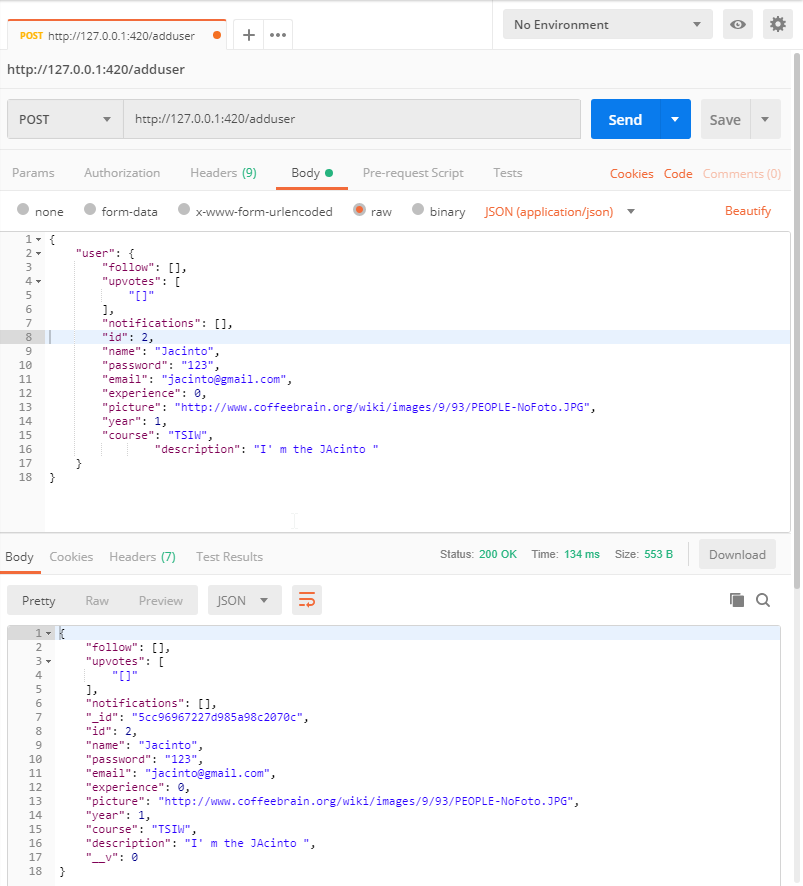 POST http://127.0.0.1:420/adduser
No Environment
http://127.0.0.1:420/adduser
POST http://127.0.0.1:420/adduser Send Save
Params Authorization Headers (9) Body Pre-request Script Tests Cookies Code Comments (0)
none form-data x-www-form-urlencoded raw binary JSON (application/json) Beautify
1 {
2 "user": {
3 "follow": [],
4 "upvotes": [
5 "[]"
6 ],
7 "notifications": [],
8 "id": 2,
9 "name": "Jacinto",
10 "password": "123",
11 "email": "jacinto@gmail.com",
12 "experience": 0,
13 "picture": "http://www.coffeebrain.org/wiki/images/9/93/PEOPLE-NoFoto.JPG",
14 "year": 1,
15 "course": "TSIW",
16 "description": "I' m the JAcinto "
17 }
18 }
Body Cookies Headers (7) Test Results Status: 200 OK Time: 134 ms Size: 553 B Download
Pretty Raw Preview JSON
1 {
2 "follow": [],
3 "upvotes": [
4 "[]"
5 ],
6 "notifications": [],
7 "_id": "5cc96967227d985a98c2070c",
8 "id": 2,
9 "name": "Jacinto",
10 "password": "123",
11 "email": "jacinto@gmail.com",
12 "experience": 0,
13 "picture": "http://www.coffeebrain.org/wiki/images/9/93/PEOPLE-NoFoto.JPG",
14 "year": 1,
15 "course": "TSIW",
16 "description": "I' m the JAcinto ",
17 "__v": 0
18 }